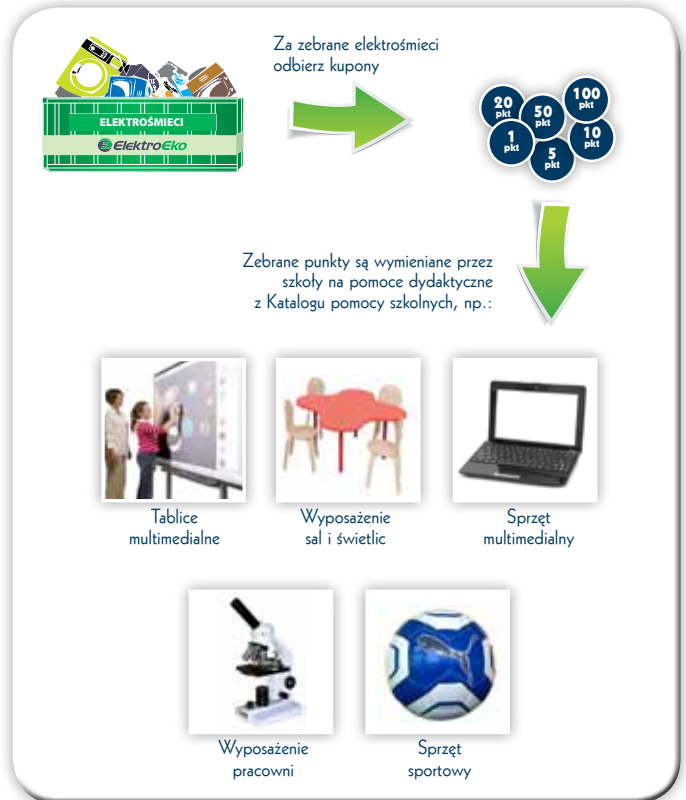 Za zebrane elektrośmieci
odbierz kupony
ELEKTROŚMIECI
ElektroEko
20
pkt
50
pkt
100
pkt
1
pkt
5
pkt
10
pkt
Zebrane punkty są wymieniane przez
szkoły na pomoce dydaktyczne
z Katalogu pomocy szkolnych, np.:
Tablice
multimedialne
Wyposażenie
sal i świetlic
Sprzęt
multimedialny
Wyposażenie
pracowni
Sprzęt
sportowy